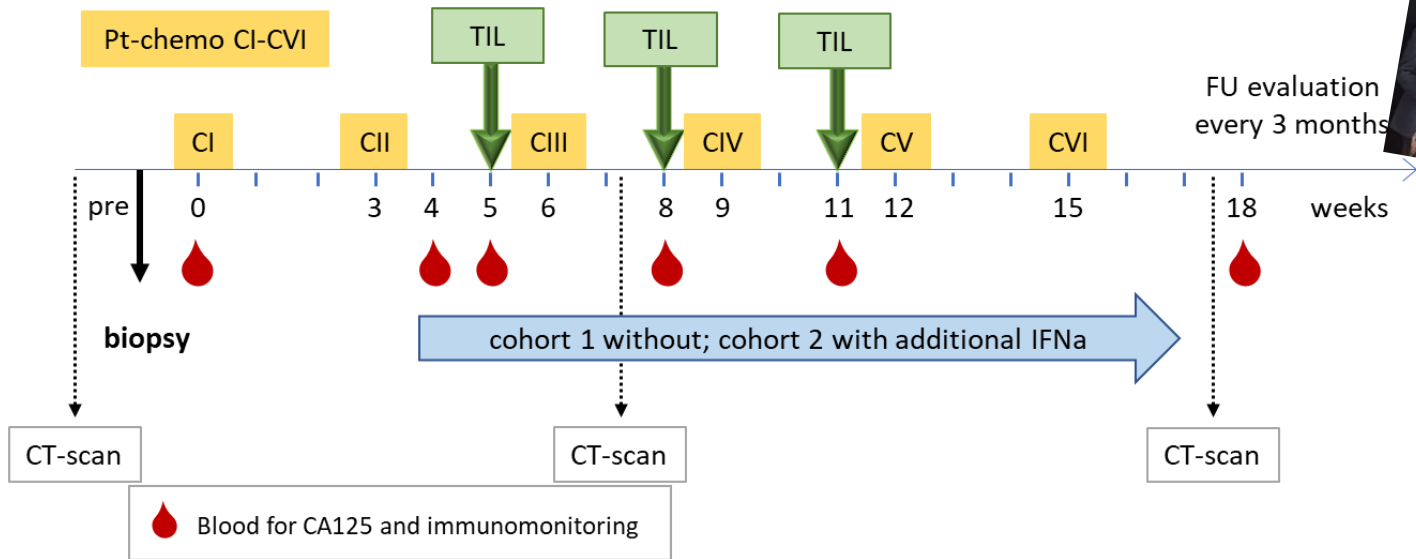 Pt-chemo CI-CVI
TIL
TIL
TIL
FU evaluation
every 3 months
CI
CII
CIII
CIV
CV
CVI
pre
0
3
4
5
6
8
9
11
12
15
18
weeks
biopsy
cohort 1 without; cohort 2 with additional IFNa
CT-scan
CT-scan
CT-scan
Blood for CA125 and immunomonitoring